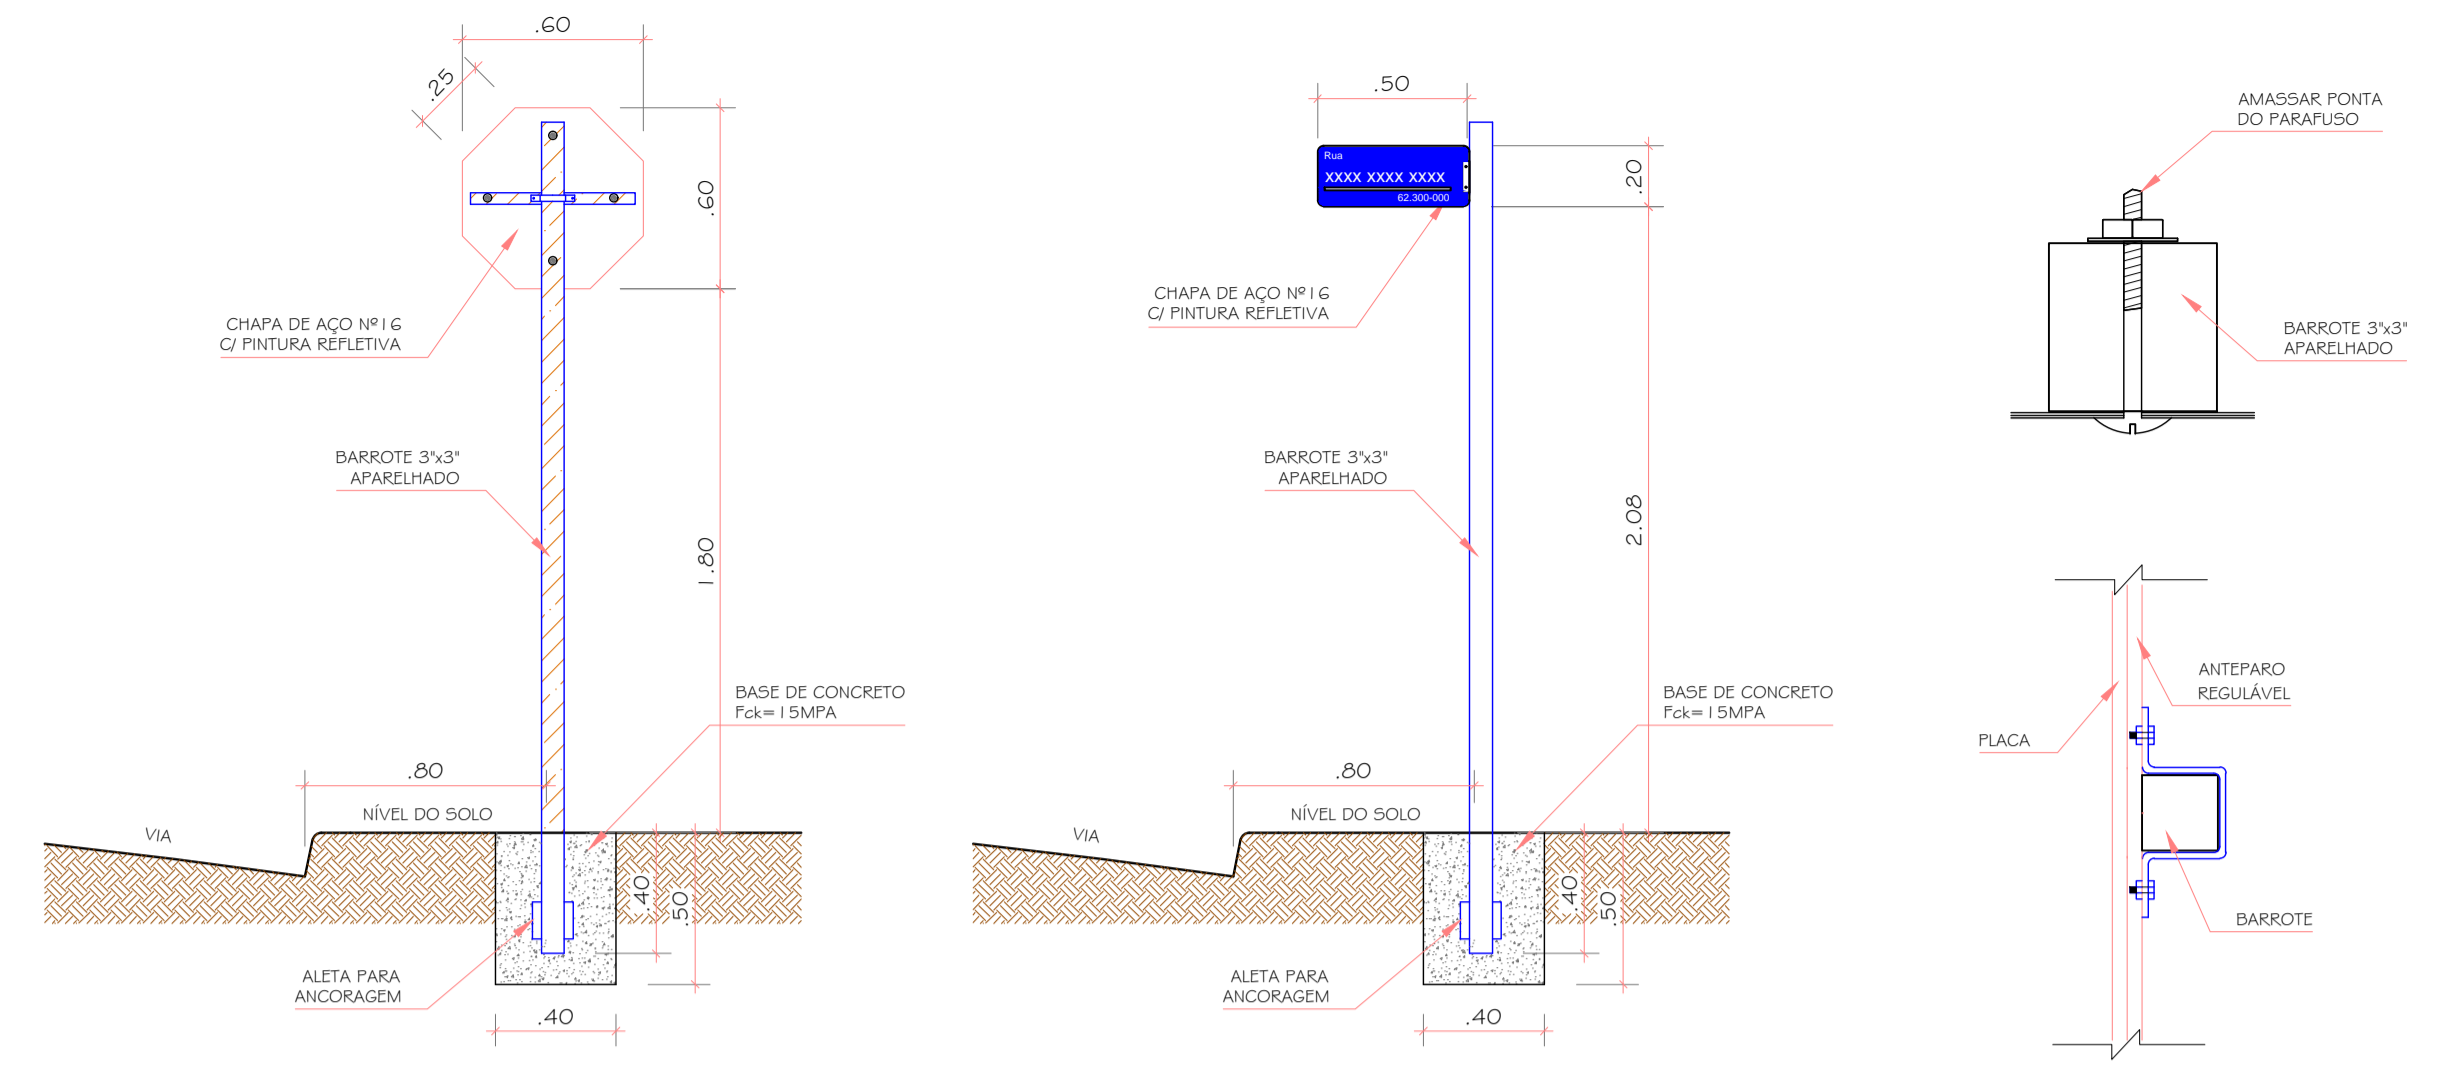 .60
.25
.60
CHAPA DE AÇO Nº16
C/ PINTURA REFLETIVA
BARROTE 3"x3"
APARELHADO
1.80
BASE DE CONCRETO
Fck=15MPA
.80
NÍVEL DO SOLO
VIA
.40
.50
ALETA PARA
ANCORAGEM
.40
.50
Rua
XXXX XXXX XXXX
62.300-000
.20
CHAPA DE AÇO Nº16
C/ PINTURA REFLETIVA
BARROTE 3"x3"
APARELHADO
2.08
BASE DE CONCRETO
Fck=15MPA
.80
NÍVEL DO SOLO
VIA
.40
.50
ALETA PARA
ANCORAGEM
.40
AMASSAR PONTA
DO PARAFUSO
BARROTE 3"x3"
APARELHADO
ANTEPARO
REGULÁVEL
PLACA
BARROTE